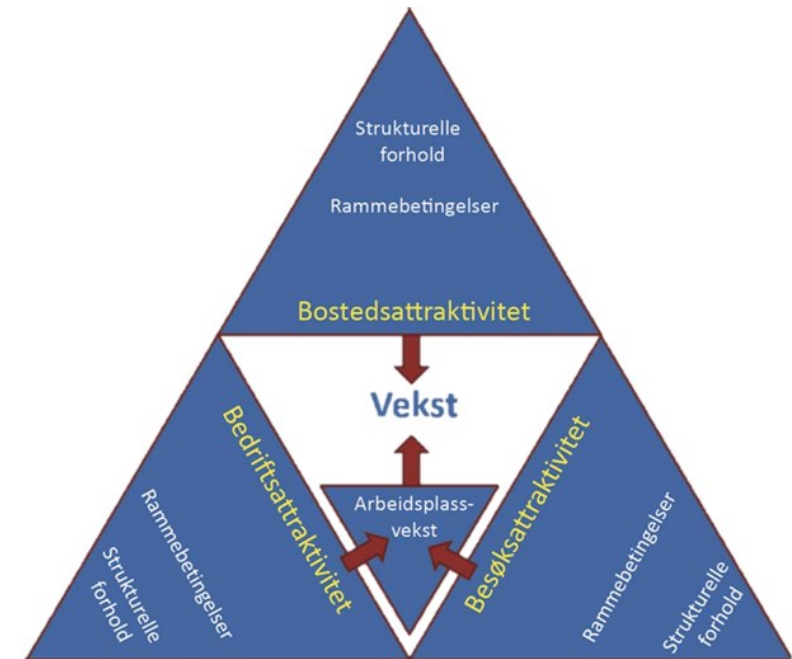 Strukturelle
forhold
Rammebetingelser
Bostedsattraktivitet
Vekst
Arbeidsplass-
vekst
Bedriftsattraktivitet
Rammebetingelser
Strukturelle
forhold
Besøksattraktivitet
Rammebetingelser
Strukturelle
forhold